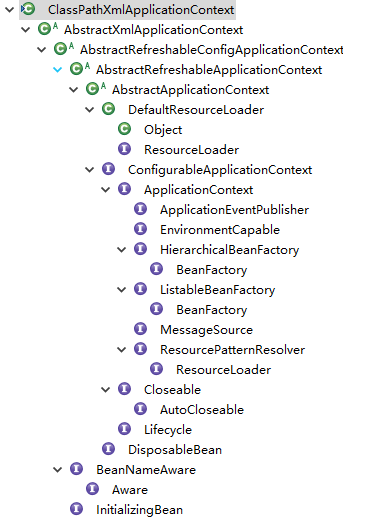 ClassPathXmlApplicationContext
AbstractXmlApplicationContext
AbstractRefreshableConfigApplicationContext
AbstractRefreshableApplicationContext
AbstractApplicationContext
DefaultResourceLoader
Object
ResourceLoader
ConfigurableApplicationContext
ApplicationContext
ApplicationEventPublisher
EnvironmentCapable
HierarchicalBeanFactory
BeanFactory
ListableBeanFactory
BeanFactory
MessageSource
ResourcePatternResolver
ResourceLoader
Closeable
AutoCloseable
Lifecycle
DisposableBean
BeanNameAware
Aware
InitializingBean